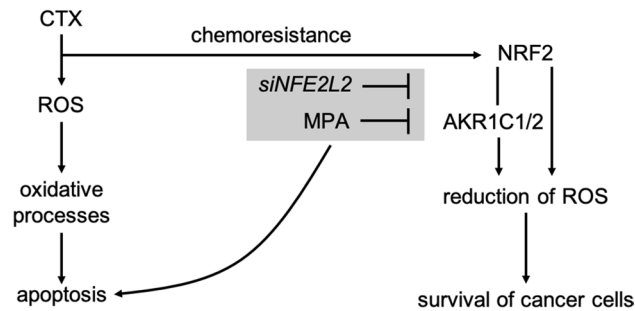 CTX
chemoresistance
NRF2
siNFE2L2
ROS
MPA
AKR1C1/2
oxidative
processes
reduction of ROS
apoptosis
survival of cancer cells